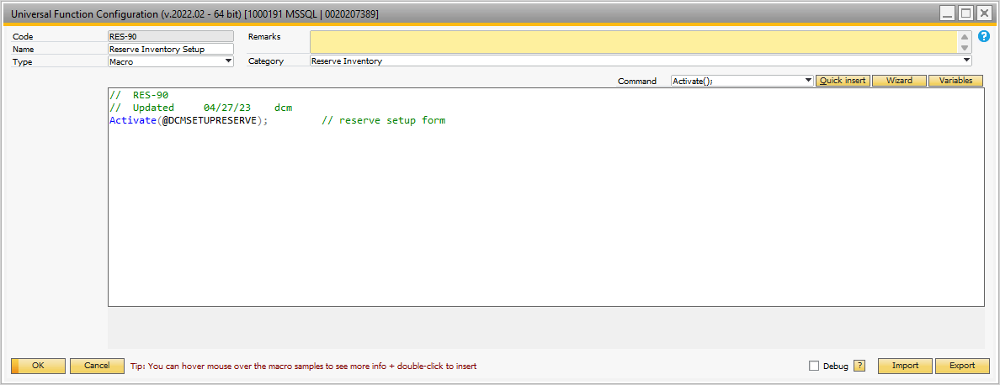 Universal Function Configuration (v.2022.02 - 64 bit) [1000191 MSSQL | 0020207389]
Code RES-90 Remarks ?
Name Reserve Inventory Setup
Type Macro Category Reserve Inventory
Command Activate(); Quick insert Wizard Variables
// RES-90
// Updated 04/27/23 dcm
Activate(@DCMSETUPRESERVE); // reserve setup form
OK Cancel Tip: You can hover mouse over the macro samples to see more info + double-click to insert Debug ? Import Export